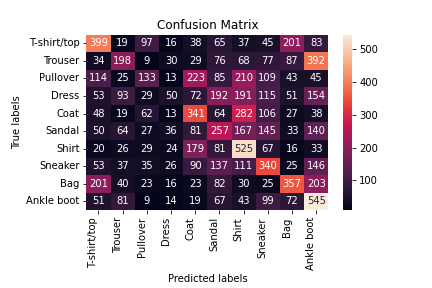 Confusion Matrix
T-shirt/top 399 19 97 16 38 65 37 45 201 83
Trouser 34 198 9 30 29 76 68 77 87 392
Pullover 114 25 133 13 223 85 210 109 43 45
Dress 53 93 29 50 72 192 191 115 51 154
Coat 48 19 62 13 341 64 282 106 27 38
Sandal 50 64 27 36 81 257 167 145 33 140
Shirt 20 26 29 24 179 81 525 67 16 33
Sneaker 53 37 35 26 90 137 111 340 25 146
Bag 201 40 23 16 23 82 30 25 357 203
Ankle boot 51 81 9 14 19 67 43 99 72 545
True labels
T-shirt/top Trouser Pullover Dress Coat Sandal Shirt Sneaker Bag Ankle boot
Predicted labels
500
400
300
200
100